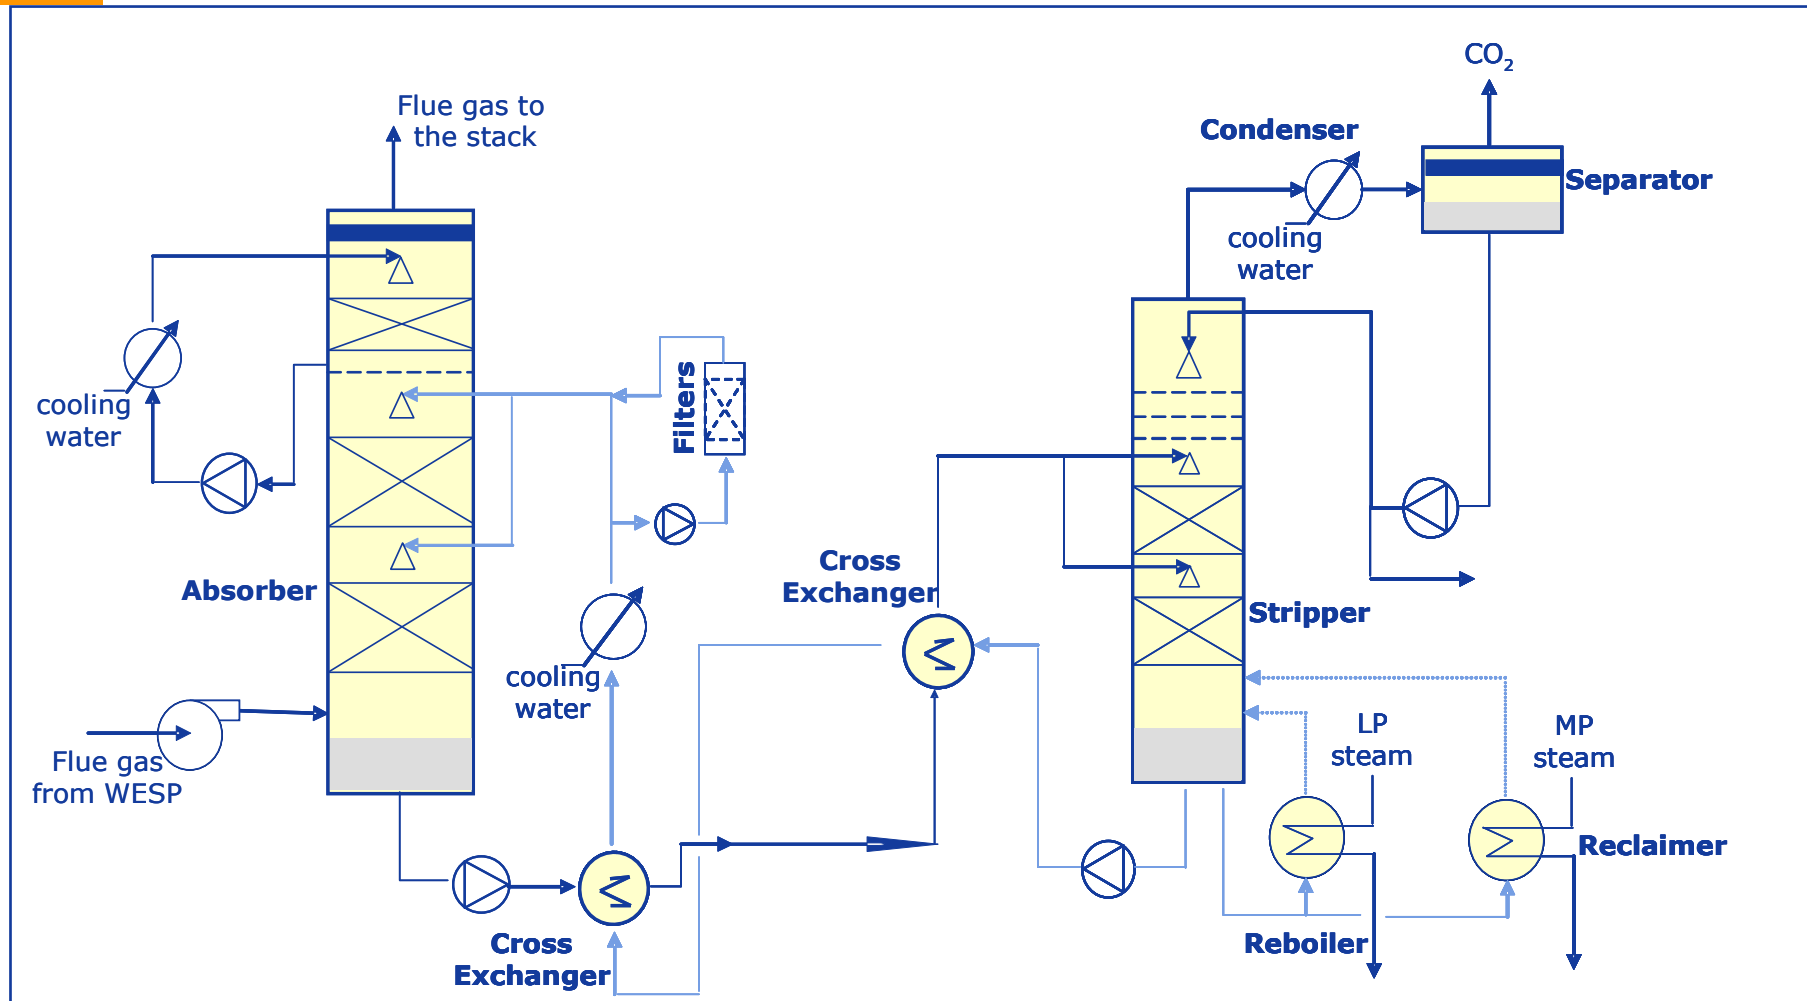 CO2
Flue gas to
the stack
Condenser
Separator
cooling
water
cooling
water
Filters
Absorber
Cross
Exchanger
Stripper
cooling
water
Flue gas
from WESP
LP
steam
MP
steam
Reclaimer
Reboiler
Cross
Exchanger